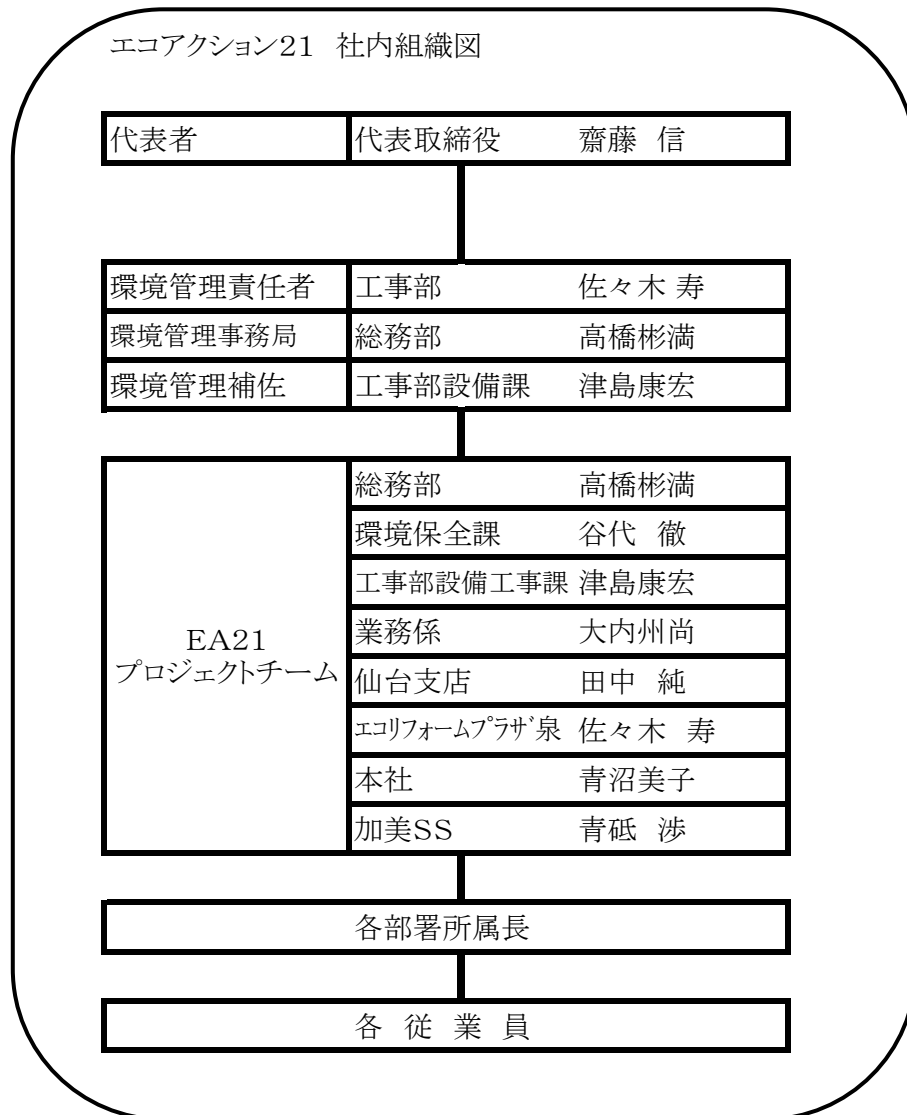 エコアクション21 社内組織図
代表者 代表取締役 齋藤 信
環境管理責任者 工事部 佐々木 寿
環境管理事務局 総務部 高橋彬満
環境管理補佐 工事部設備課 津島康宏
EA21
プロジェクトチーム
総務部 高橋彬満
環境保全課 谷代 徹
工事部設備工事課 津島康宏
業務係 大内州尚
仙台支店 田中 純
エコリフォームプラザ泉 佐々木 寿
本社 青沼美子
加美SS 青砥 渉
各部署所属長
各 従 業 員